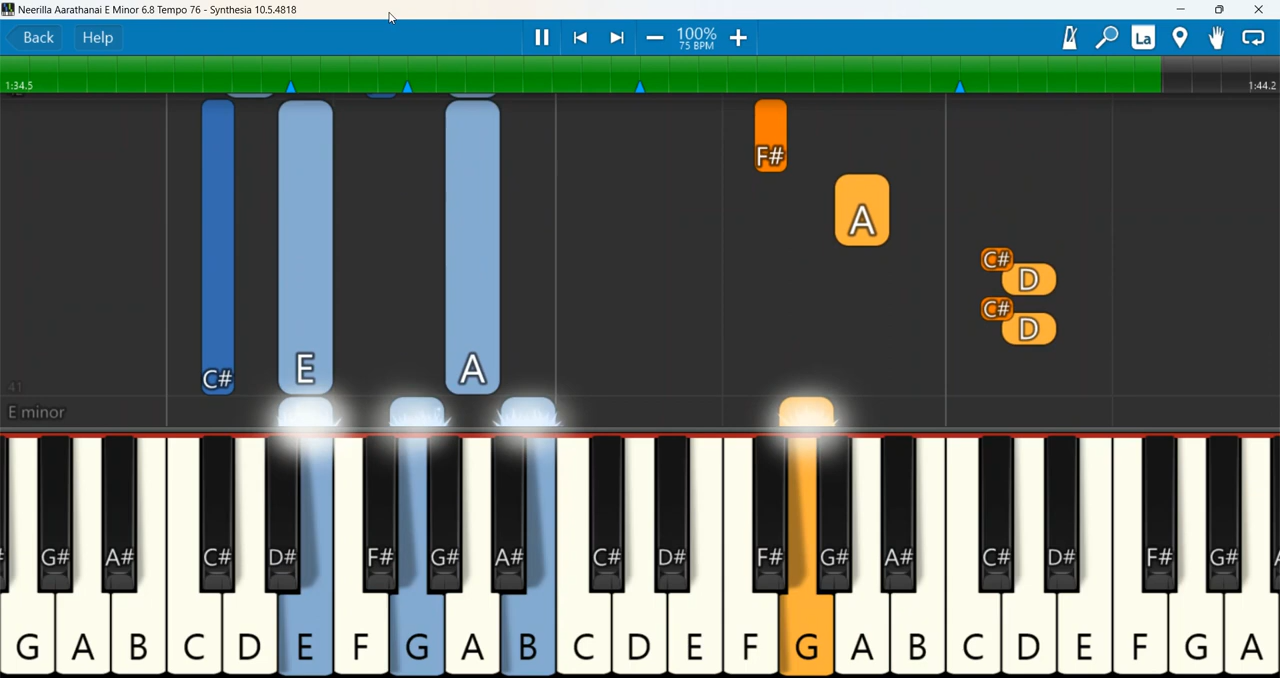 Neerilla Aarathanai E Minor 6.8 Tempo 76 - Synthesia 10.5.4818
Back Help 100% La
75 BPM
1:34.5 1:44.2
F#
A
C#
D
C#
D
C# E A
41
E minor
G# A# C# D# F# G# A# C# D# F# G# A# C# D# F# G#
G A B C D E F G A B C D E F G A B C D E F G A